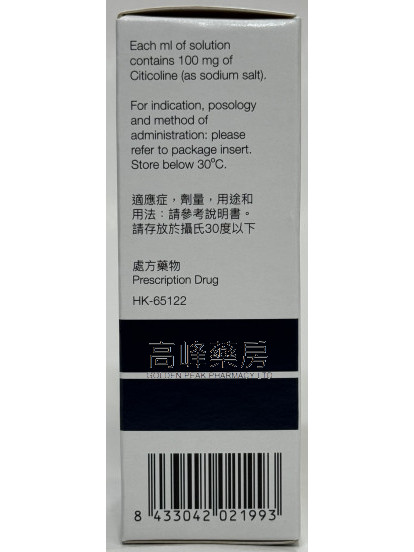 Each ml of solution
contains 100 mg of
Citicoline (as sodium salt).
For indication, posology
and method of
administration: please
refer to package insert.
Store below 30°C.
適應症，劑量，用途和
用法：請參考說明書。
請存放於攝氏30度以下
處方藥物
Prescription Drug
HK-65122
高峰藥房
GOLDEN PEAK PHARMACY LTD
8 433042 021993